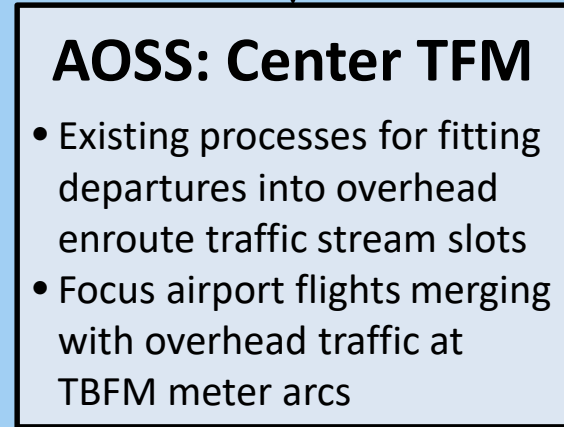 AOSS: Center TFM
• Existing processes for fitting
departures into overhead
enroute traffic stream slots
• Focus airport flights merging
with overhead traffic at
TBFM meter arcs